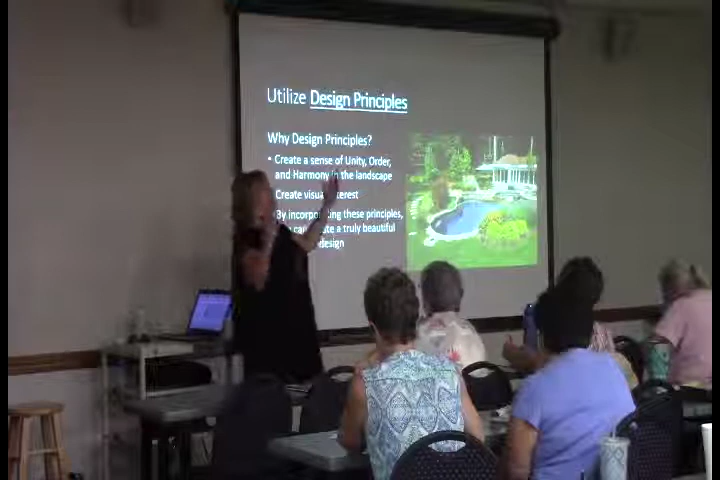 Utilize Design Principles
Why Design Principles?
• Create a sense of Unity, Order,
and Harmony in the landscape
Create visual interest
By incorporating these principles,
a truly beautiful
design